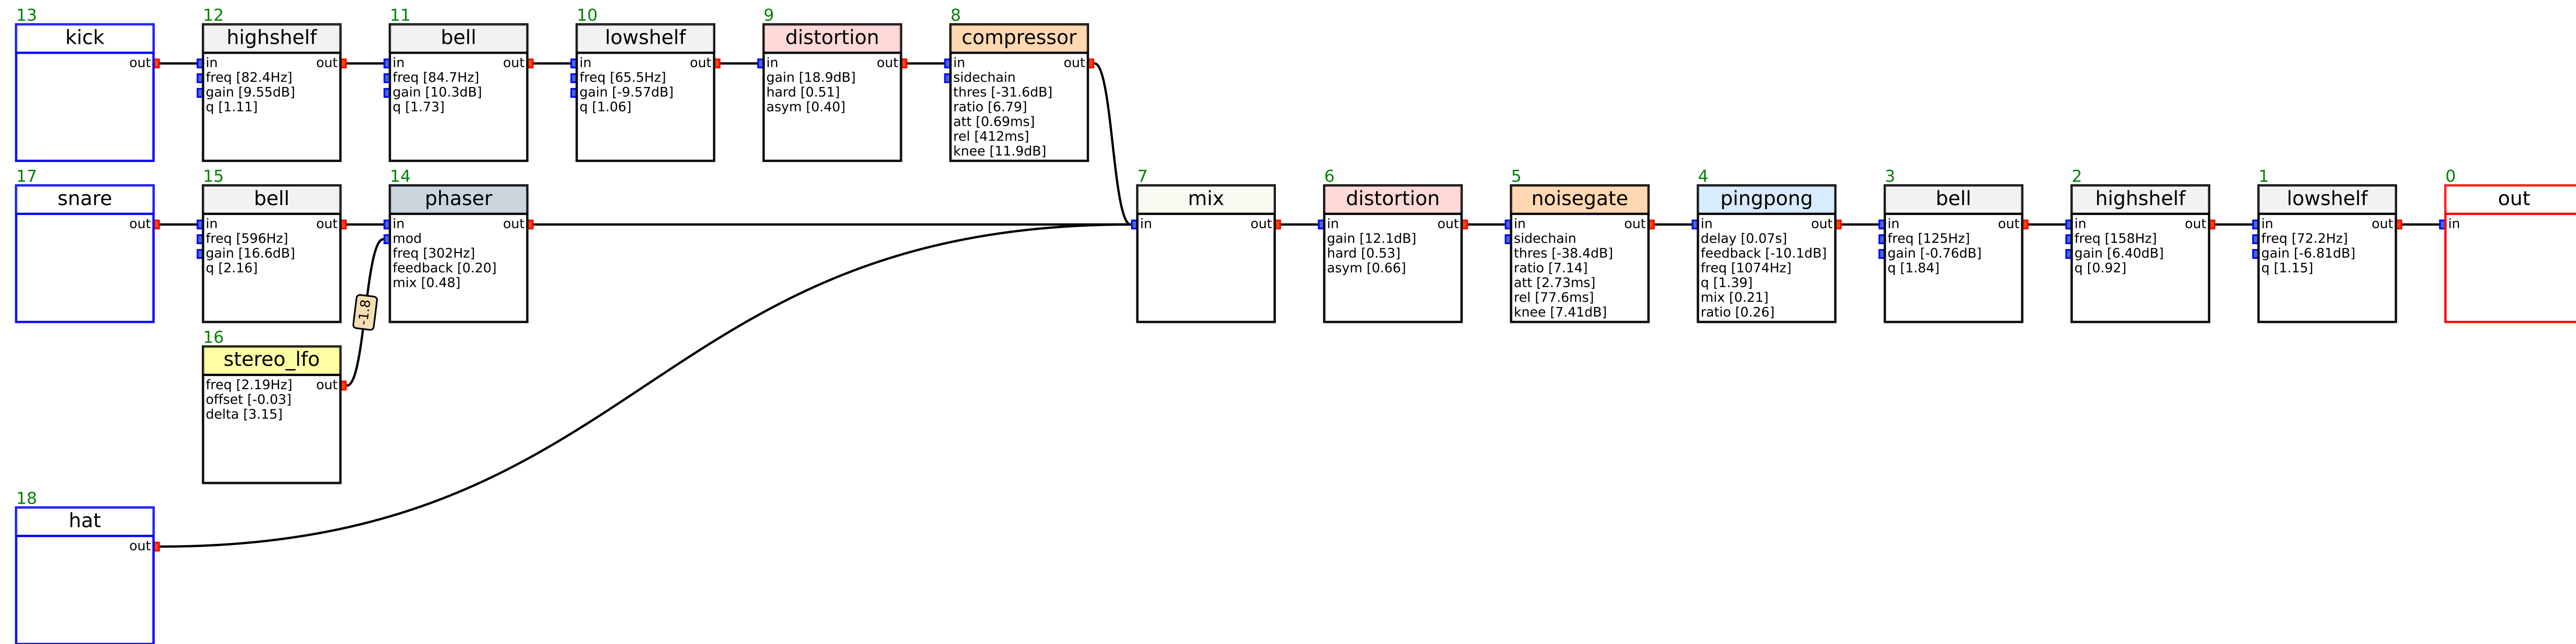 13
kick
out
12
highshelf
in out
freq [82.4Hz]
gain [9.55dB]
q [1.11]
11
bell
in out
freq [84.7Hz]
gain [10.3dB]
q [1.73]
10
lowshelf
in out
freq [65.5Hz]
gain [-9.57dB]
q [1.06]
9
distortion
in out
gain [18.9dB]
hard [0.51]
asym [0.40]
8
compressor
in out
sidechain
thres [-31.6dB]
ratio [6.79]
att [0.69ms]
rel [412ms]
knee [11.9dB]
17
snare
out
15
bell
in out
freq [596Hz]
gain [16.6dB]
q [2.16]
14
phaser
in out
mod
freq [302Hz]
feedback [0.20]
mix [0.48]
-1.8
7
mix
in out
6
distortion
in out
gain [12.1dB]
hard [0.53]
asym [0.66]
5
noisegate
in out
sidechain
thres [-38.4dB]
ratio [7.14]
att [2.73ms]
rel [77.6ms]
knee [7.41dB]
4
pingpong
in out
delay [0.07s]
feedback [-10.1dB]
freq [1074Hz]
q [1.39]
mix [0.21]
ratio [0.26]
3
bell
in out
freq [125Hz]
gain [-0.76dB]
q [1.84]
2
highshelf
in out
freq [158Hz]
gain [6.40dB]
q [0.92]
1
lowshelf
in out
freq [72.2Hz]
gain [-6.81dB]
q [1.15]
0
out
in
16
stereo_lfo
freq [2.19Hz] out
offset [-0.03]
delta [3.15]
18
hat
out